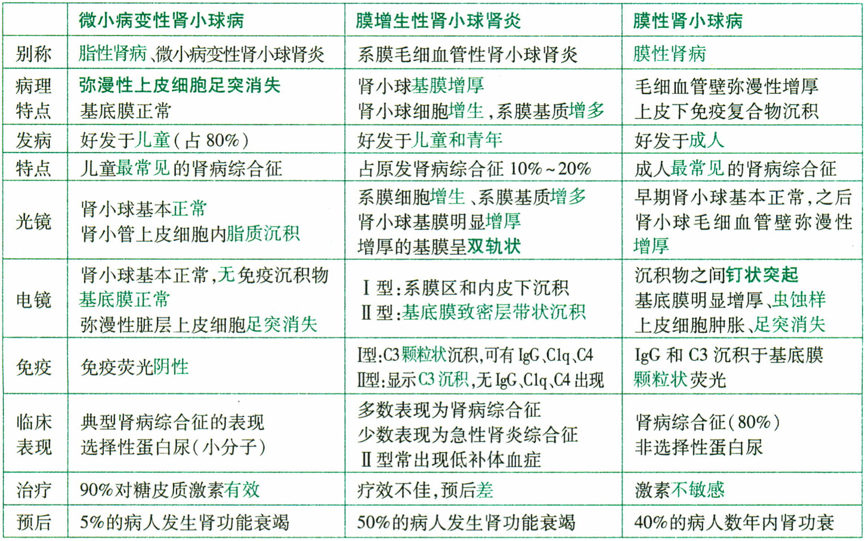 微小病变性肾小球病 膜增生性肾小球肾炎 膜性肾小球病
别称 脂性肾病、微小病变性肾小球肾炎 系膜毛细血管性肾小球肾炎 膜性肾病
病理特点 弥漫性上皮细胞足突消失 肾小球基膜增厚 毛细血管壁弥漫性增厚
基底膜正常 肾小球细胞增生，系膜基质增多 上皮下免疫复合物沉积
发病 好发于儿童(占80%) 好发于儿童和青年 好发于成人
特点 儿童最常见的肾病综合征 占原发肾病综合征10%~20% 成人最常见的肾病综合征
光镜 肾小球基本正常 系膜细胞增生、系膜基质增多 早期肾小球基本正常，之后
肾小管上皮细胞内脂质沉积 肾小球基膜明显增厚 肾小球毛细血管壁弥漫性
增厚的基膜呈双轨状 增厚
电镜 肾小球基本正常，无免疫沉积物 Ⅰ型：系膜区和内皮下沉积 沉积物之间钉状突起
基底膜正常 Ⅱ型：基底膜致密层带状沉积 基底膜明显增厚、虫蚀样
弥漫性脏层上皮细胞足突消失 上皮细胞肿胀、足突消失
免疫 免疫荧光阴性 Ⅰ型：C3颗粒状沉积，可有IgG、C1q、C4 IgG和C3沉积于基底膜
Ⅱ型：显示C3沉积，无IgG、C1q、C4出现 颗粒状荧光
临床表现 典型肾病综合征的表现 多数表现为肾病综合征 肾病综合征(80%)
选择性蛋白尿(小分子) 少数表现为急性肾炎综合征 非选择性蛋白尿
Ⅱ型常出现低补体血症
治疗 90%对糖皮质激素有效 疗效不佳，预后差 激素不敏感
预后 5%的病人发生肾功能衰竭 50%的病人发生肾功能衰竭 40%的病人数年内肾功衰